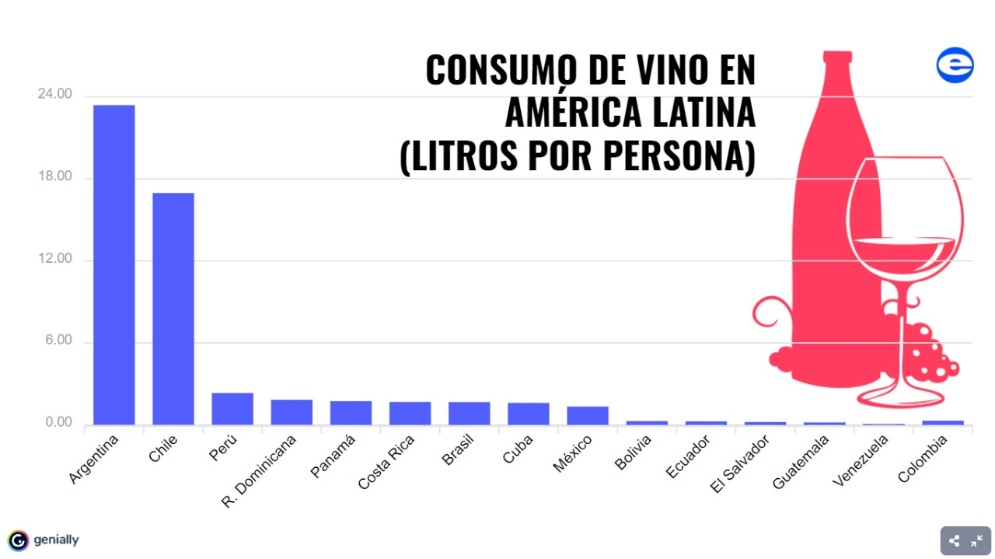 CONSUMO DE VINO EN
AMÉRICA LATINA
(LITROS POR PERSONA)
e
24.00
18.00
12.00
6.00
0.00
Argentina
Chile
Perú
R. Dominicana
Panamá
Costa Rica
Brasil
Cuba
México
Bolivia
Ecuador
El Salvador
Guatemala
Venezuela
Colombia
genially